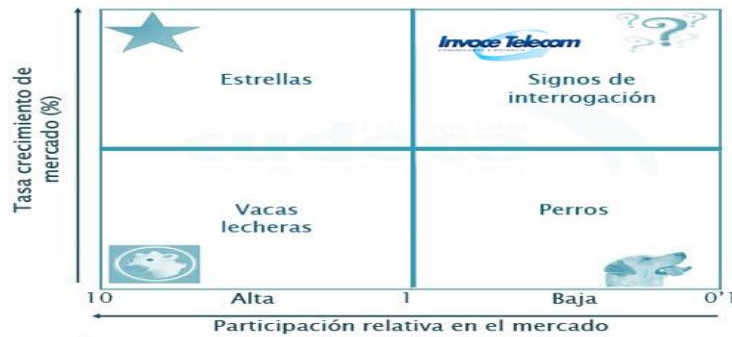 Tasa crecimiento de
mercado (%)
Invoce Telecom
Estrellas
Signos de
interrogación
Vacas
lecheras
Perros
10
Alta
1
Baja
0'1
Participación relativa en el mercado